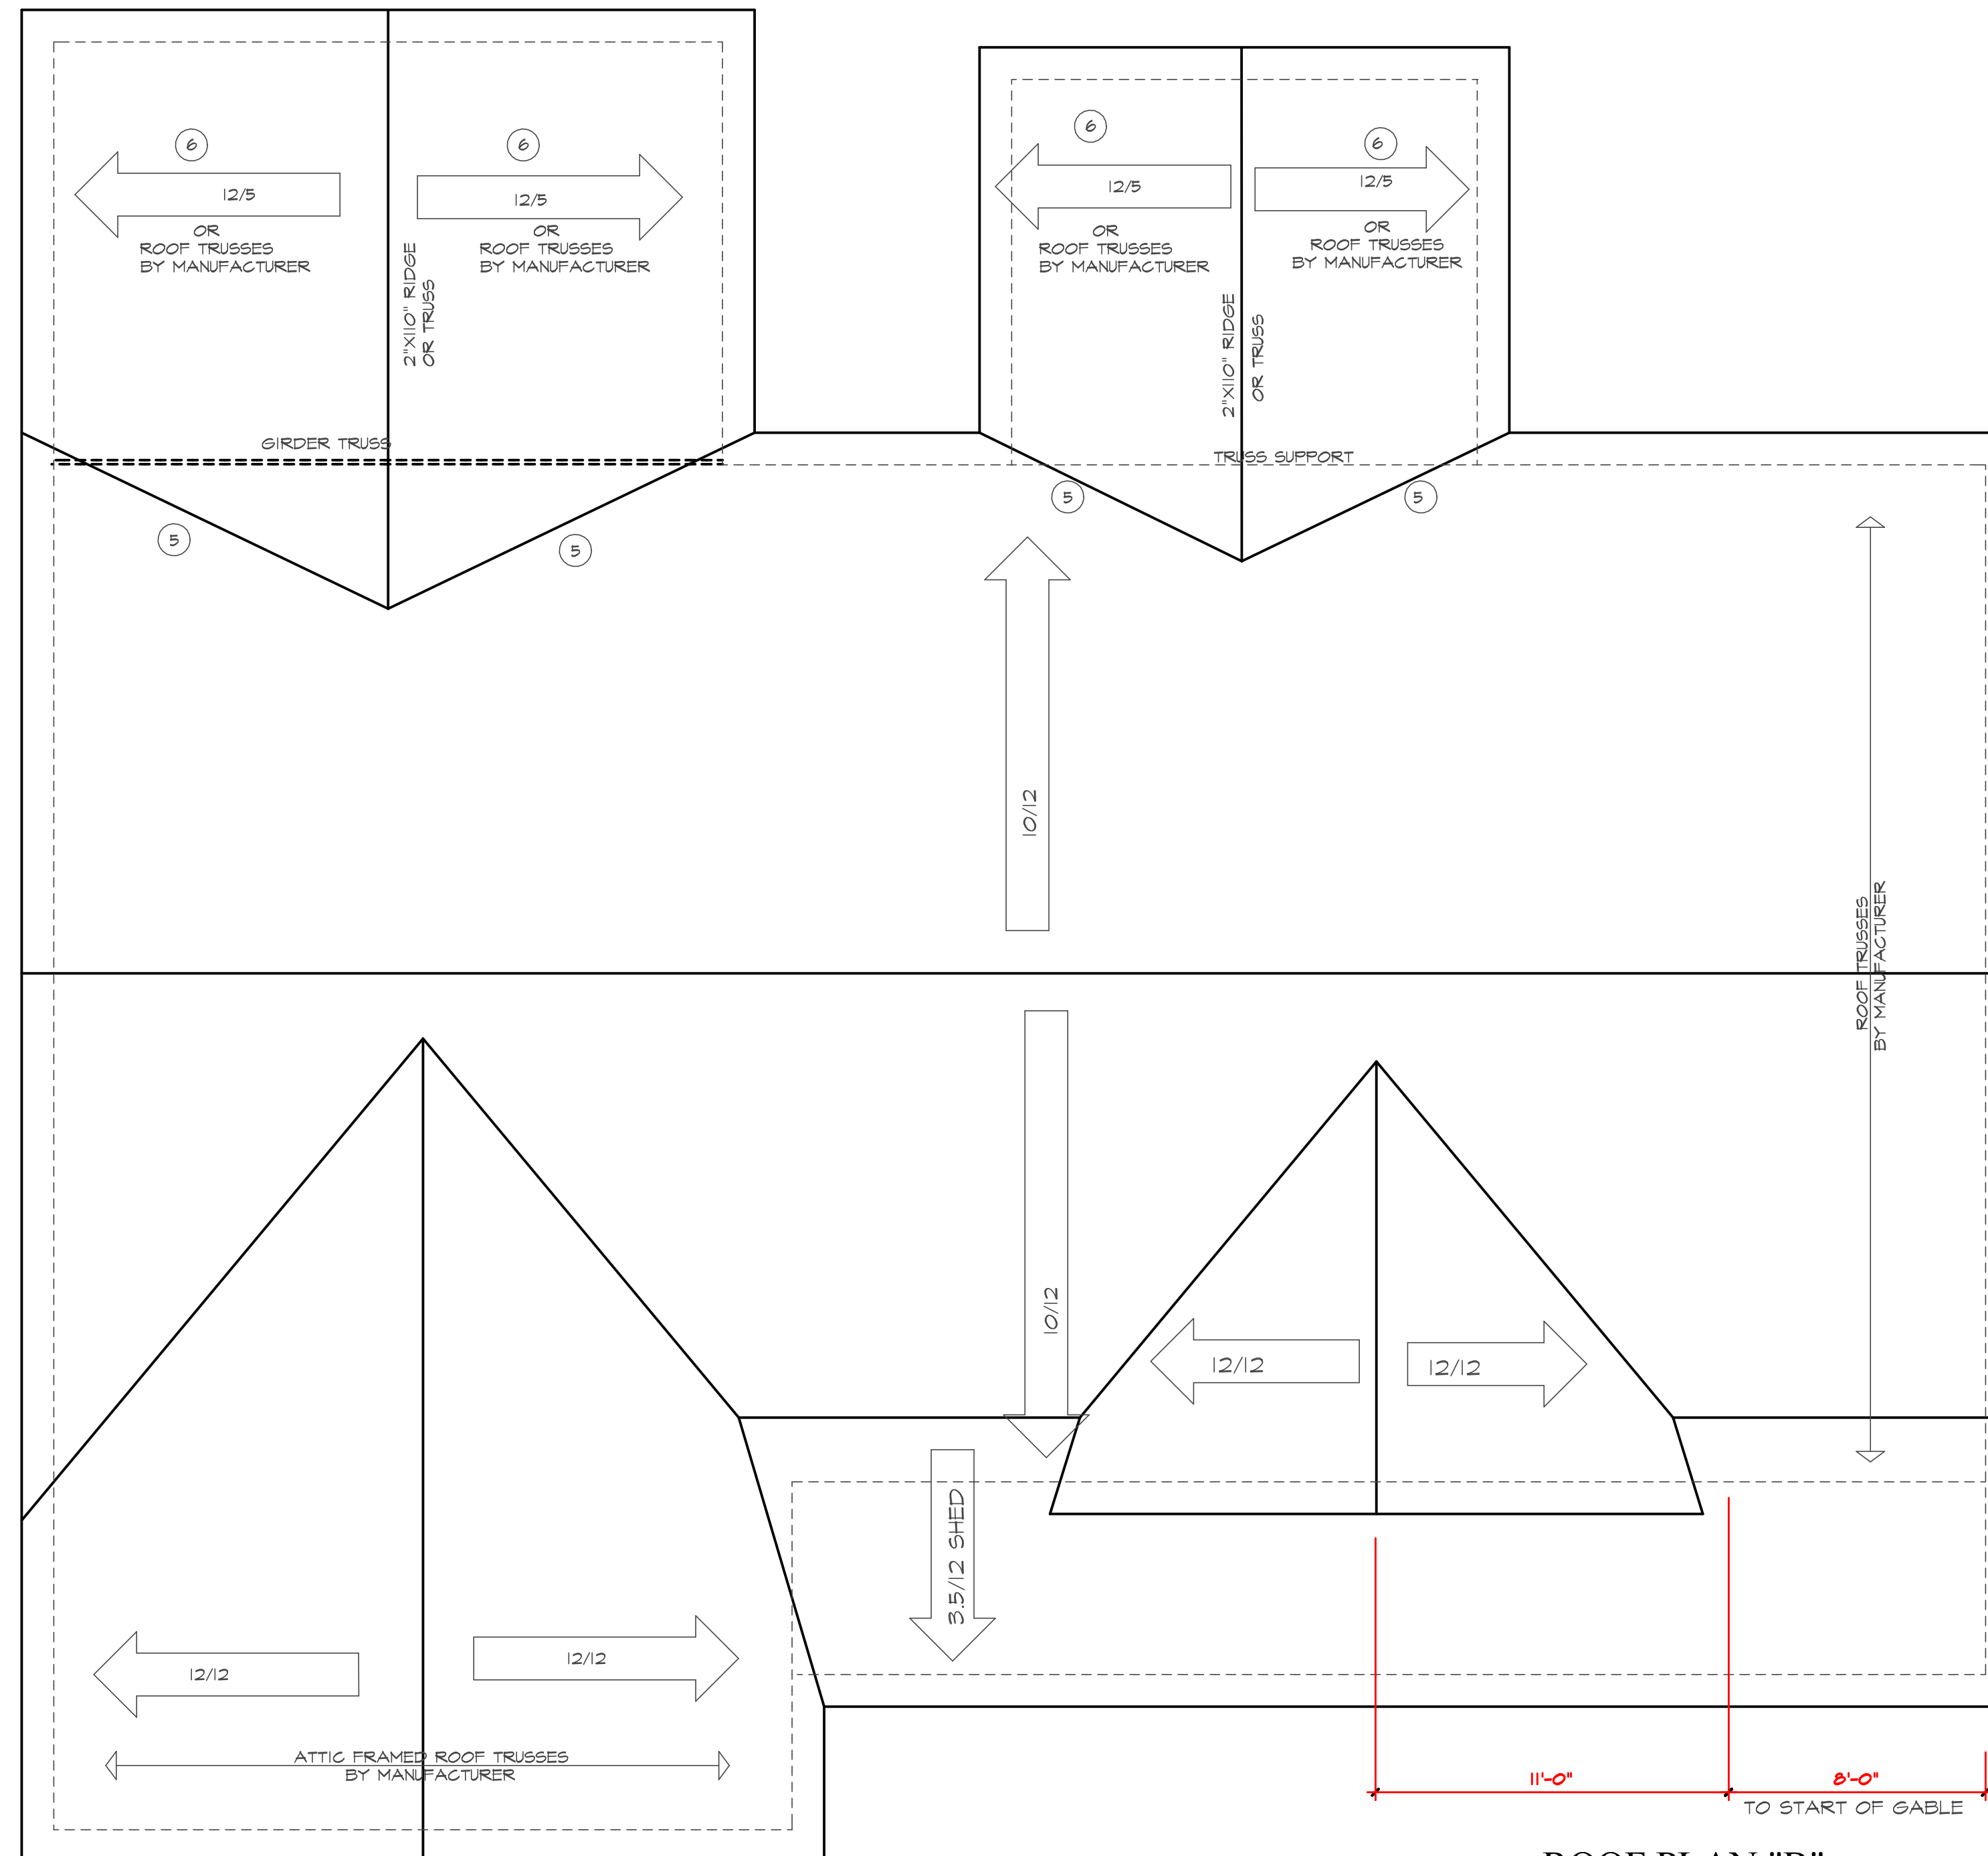 6
12/5
OR
ROOF TRUSSES
BY MANUFACTURER
6
12/5
OR
ROOF TRUSSES
BY MANUFACTURER
2"X110" RIDGE
OR TRUSS
6
12/5
OR
ROOF TRUSSES
BY MANUFACTURER
6
12/5
OR
ROOF TRUSSES
BY MANUFACTURER
2"X110" RIDGE
OR TRUSS
GIRDER TRUSS
TRUSS SUPPORT
5
5
5
5
10/12
ROOF TRUSSES
BY MANUFACTURER
10/12
12/12
12/12
3.5/12 SHED
12/12
12/12
ATTIC FRAMED ROOF TRUSSES
BY MANUFACTURER
11'-0"
8'-0"
TO START OF GABLE
ROOF PLAN "B"